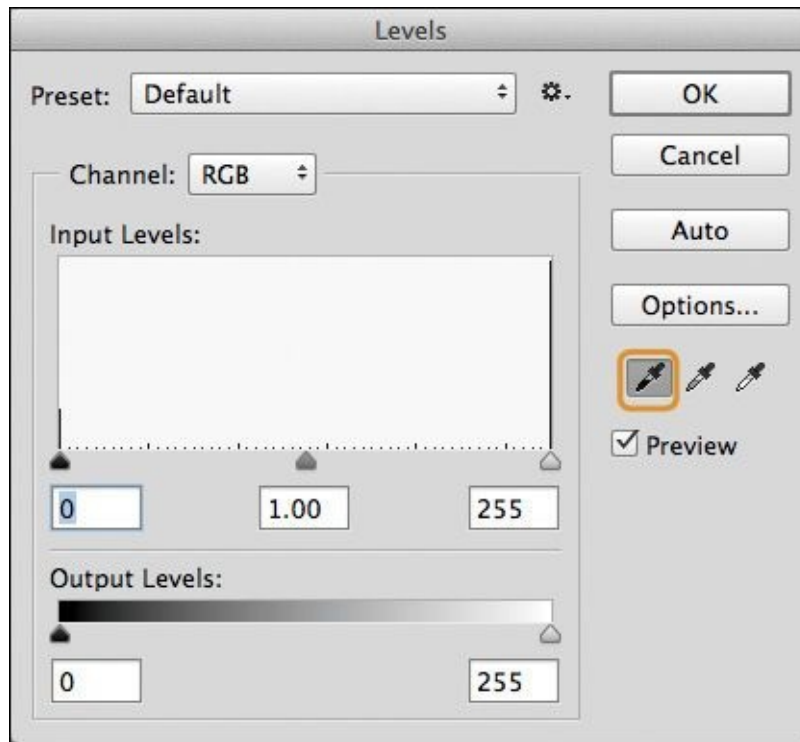 Levels
Preset: Default
OK
Cancel
Channel: RGB
Auto
Input Levels:
Options...
Preview
0 1.00 255
Output Levels:
0 255